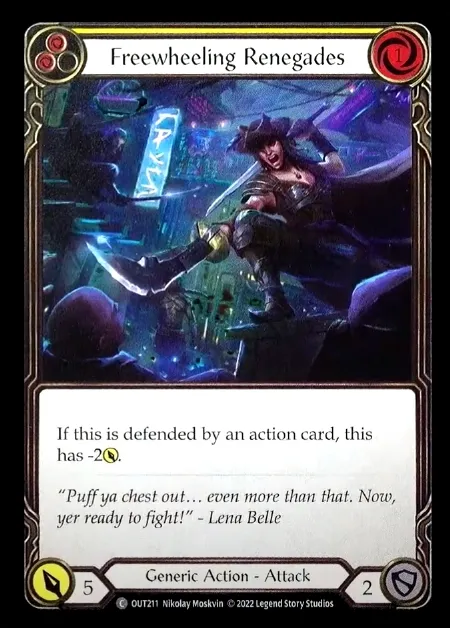 Freewheeling Renegades
1
If this is defended by an action card, this
has -2.
"Puff ya chest out… even more than that. Now,
yer ready to fight!" - Lena Belle
5
Generic Action - Attack
2
C OUT211 Nikolay Moskvin © 2022 Legend Story Studios